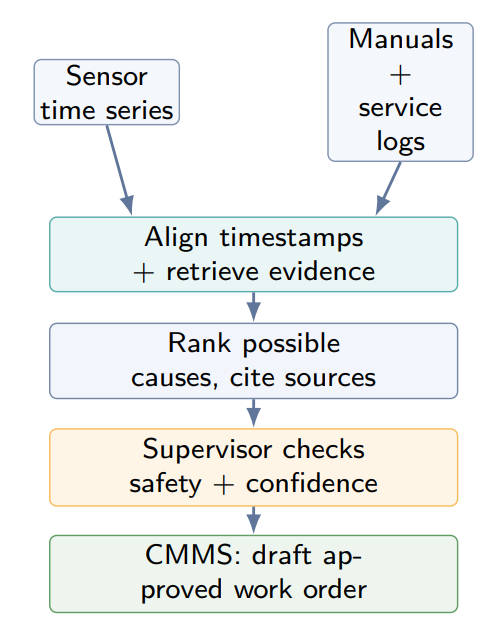 Sensor
time series
Manuals
+
service
logs
Align timestamps
+ retrieve evidence
Rank possible
causes, cite sources
Supervisor checks
safety + confidence
CMMS: draft ap-
proved work order